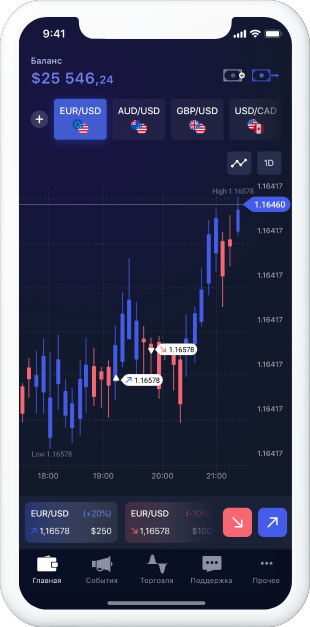 9:41
Баланс
$25 546,24
+
EUR/USD AUD/USD GBP/USD USD/CAD
1D
1.16417
High 1.16578
1.16460
1.16417
1.16417
1.16417
1.16578
1.16417
1.16578
1.16417
Low 1.16578
1.16417
18:00 19:00 20:00 21:00
EUR/USD (+20%) EUR/USD (-10%
1,16578 $250 1,16578 $100
Главная События Торговля Поддержка Прочее